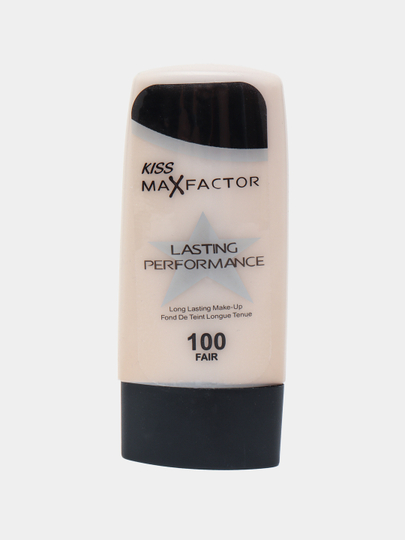 KISS
MAXFACTOR
LASTING
PERFORMANCE
Long Lasting Make-Up
Fond De Teint Longue Tenue
100
FAIR